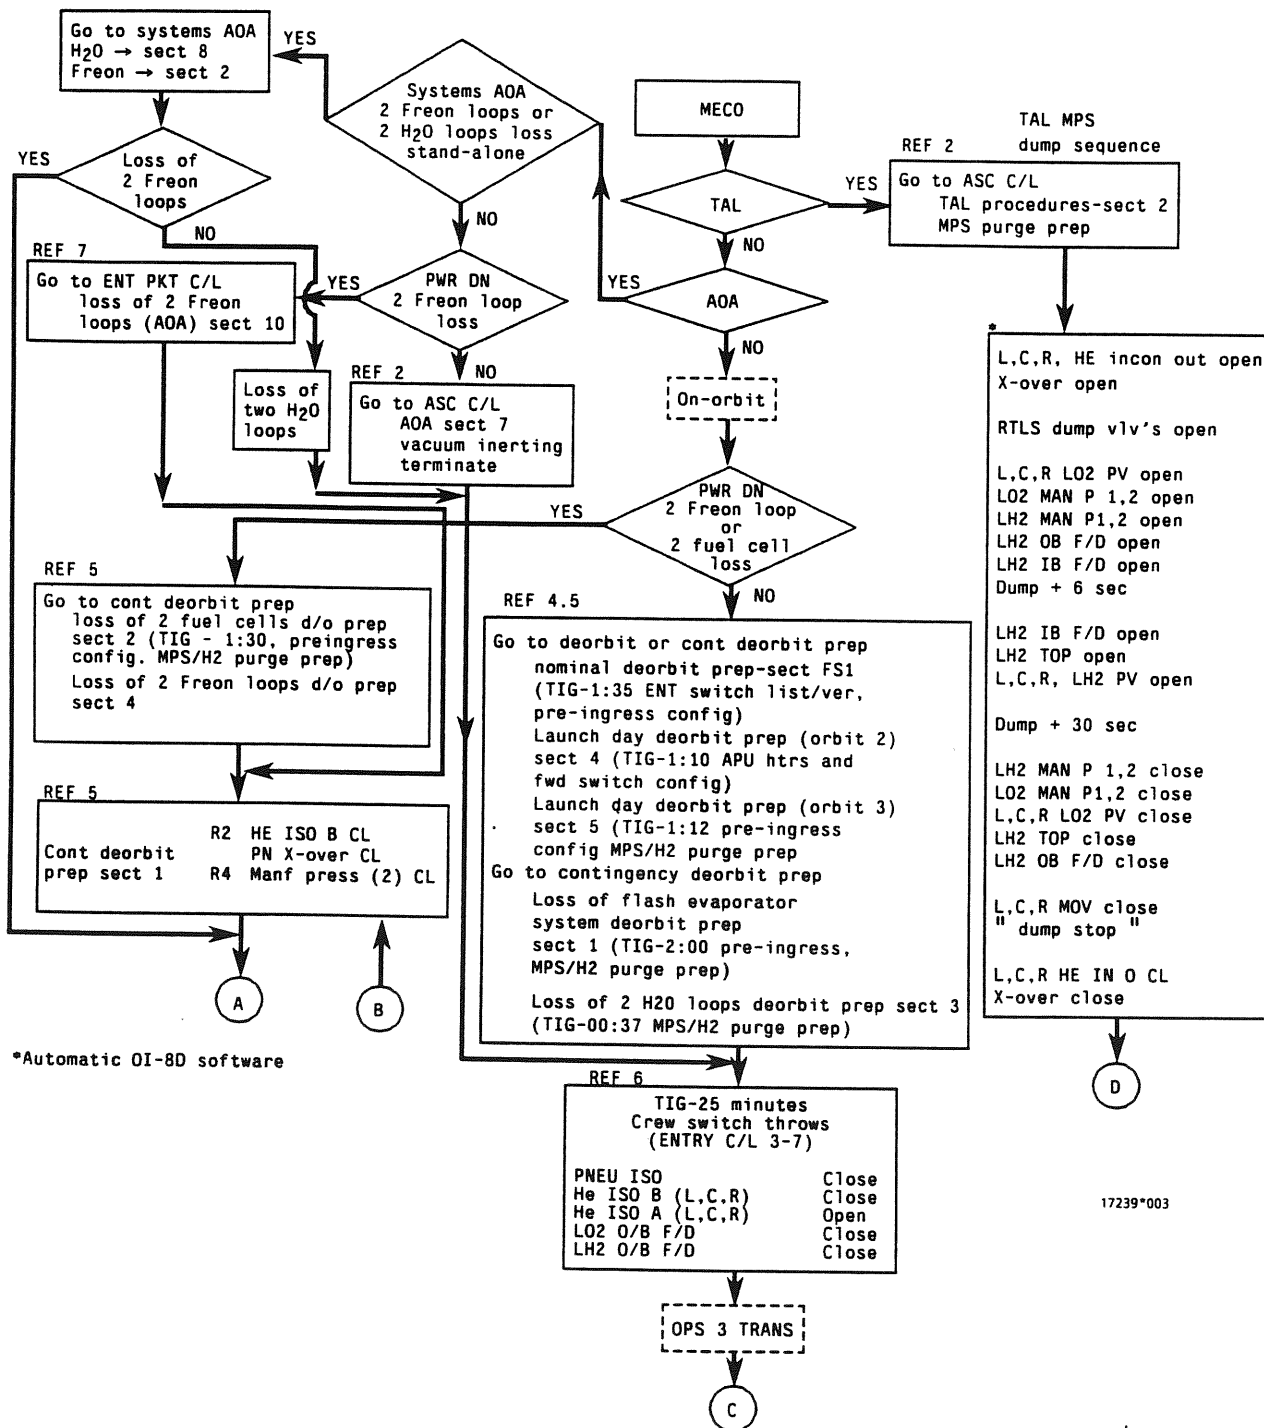 Go to systems AOA
H2O → sect 8
Freon → sect 2
YES
Systems AOA
2 Freon loops or
2 H2O loops loss
stand-alone
MECO
TAL MPS
dump sequence
REF 2
Go to ASC C/L
TAL procedures-sect 2
MPS purge prep
YES
TAL
YES
Loss of
2 Freon
loops
NO
NO
NO
REF 7
Go to ENT PKT C/L
loss of 2 Freon
loops (AOA) sect 10
YES
PWR DN
2 Freon loop
loss
YES
AOA
NO
NO
REF 2
Loss of
two H2O
loops
Go to ASC C/L
AOA sect 7
vacuum inerting
terminate
On-orbit
YES
PWR DN
2 Freon loop
or
2 fuel cell
loss
NO
*
L,C,R, HE incon out open
X-over open
RTLS dump vlv's open
L,C,R LO2 PV open
LO2 MAN P 1,2 open
LH2 MAN P1,2 open
LH2 OB F/D open
LH2 IB F/D open
Dump + 6 sec
LH2 IB F/D open
LH2 TOP open
L,C,R, LH2 PV open
Dump + 30 sec
LH2 MAN P 1,2 close
LO2 MAN P1,2 close
L,C,R LO2 PV close
LH2 TOP close
LH2 OB F/D close
L,C,R MOV close
" dump stop "
L,C,R HE IN O CL
X-over close
D
REF 5
Go to cont deorbit prep
loss of 2 fuel cells d/o prep
sect 2 (TIG - 1:30, preingress
config. MPS/H2 purge prep)
Loss of 2 Freon loops d/o prep
sect 4
REF 4.5
Go to deorbit or cont deorbit prep
nominal deorbit prep-sect FS1
(TIG-1:35 ENT switch list/ver,
pre-ingress config)
Launch day deorbit prep (orbit 2)
sect 4 (TIG-1:10 APU htrs and
fwd switch config)
Launch day deorbit prep (orbit 3)
sect 5 (TIG-1:12 pre-ingress
config MPS/H2 purge prep
Go to contingency deorbit prep
Loss of flash evaporator
system deorbit prep
sect 1 (TIG-2:00 pre-ingress,
MPS/H2 purge prep)
Loss of 2 H2O loops deorbit prep sect 3
(TIG-00:37 MPS/H2 purge prep)
REF 5
R2 HE ISO B CL
Cont deorbit PN X-over CL
prep sect 1 R4 Manf press (2) CL
A
B
*Automatic OI-8D software
REF 6
TIG-25 minutes
Crew switch throws
(ENTRY C/L 3-7)
PNEU ISO Close
He ISO B (L,C,R) Close
He ISO A (L,C,R) Open
LO2 O/B F/D Close
LH2 O/B F/D Close
17239*003
OPS 3 TRANS
C